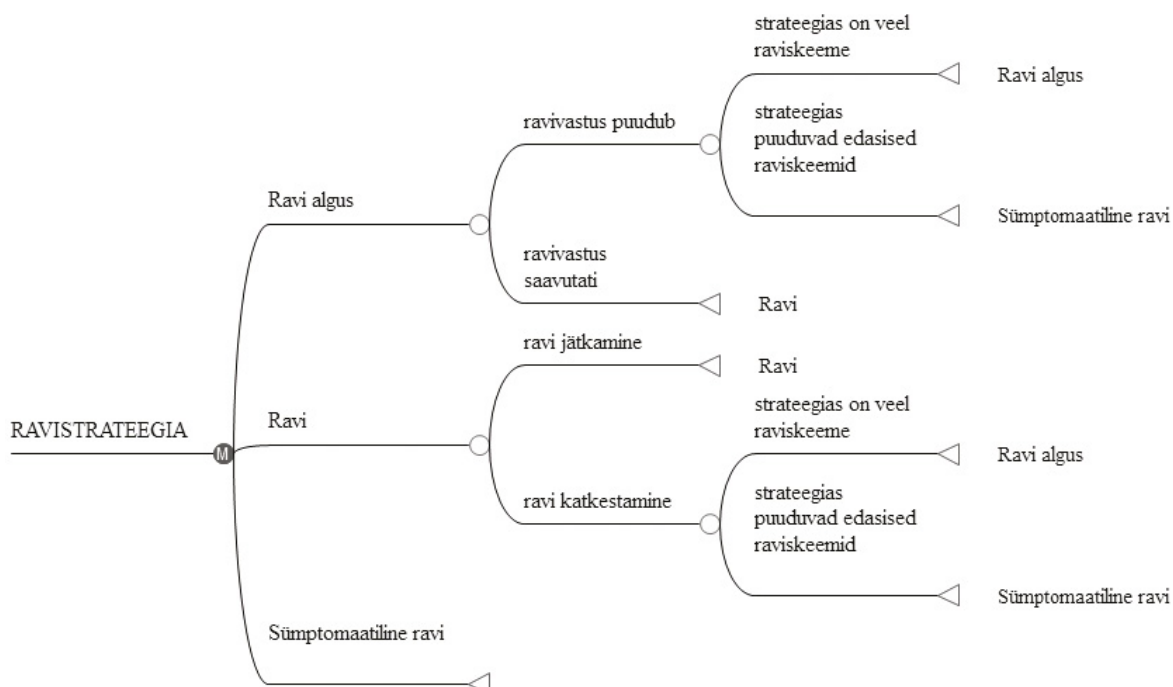 strateegias on veel
raviskeeme
Ravi algus
strateegias
puuduvad edasised
raviskeemid
ravivastus puudub
Sümptomaatiline ravi
Ravi algus
ravivastus
saavutati
Ravi
ravi jätkamine
Ravi
strateegias on veel
raviskeeme
Ravi
RAVISTRATEEGIA
M
Ravi algus
strateegias
puuduvad edasised
raviskeemid
ravi katkestamine
Sümptomaatiline ravi
Sümptomaatiline ravi